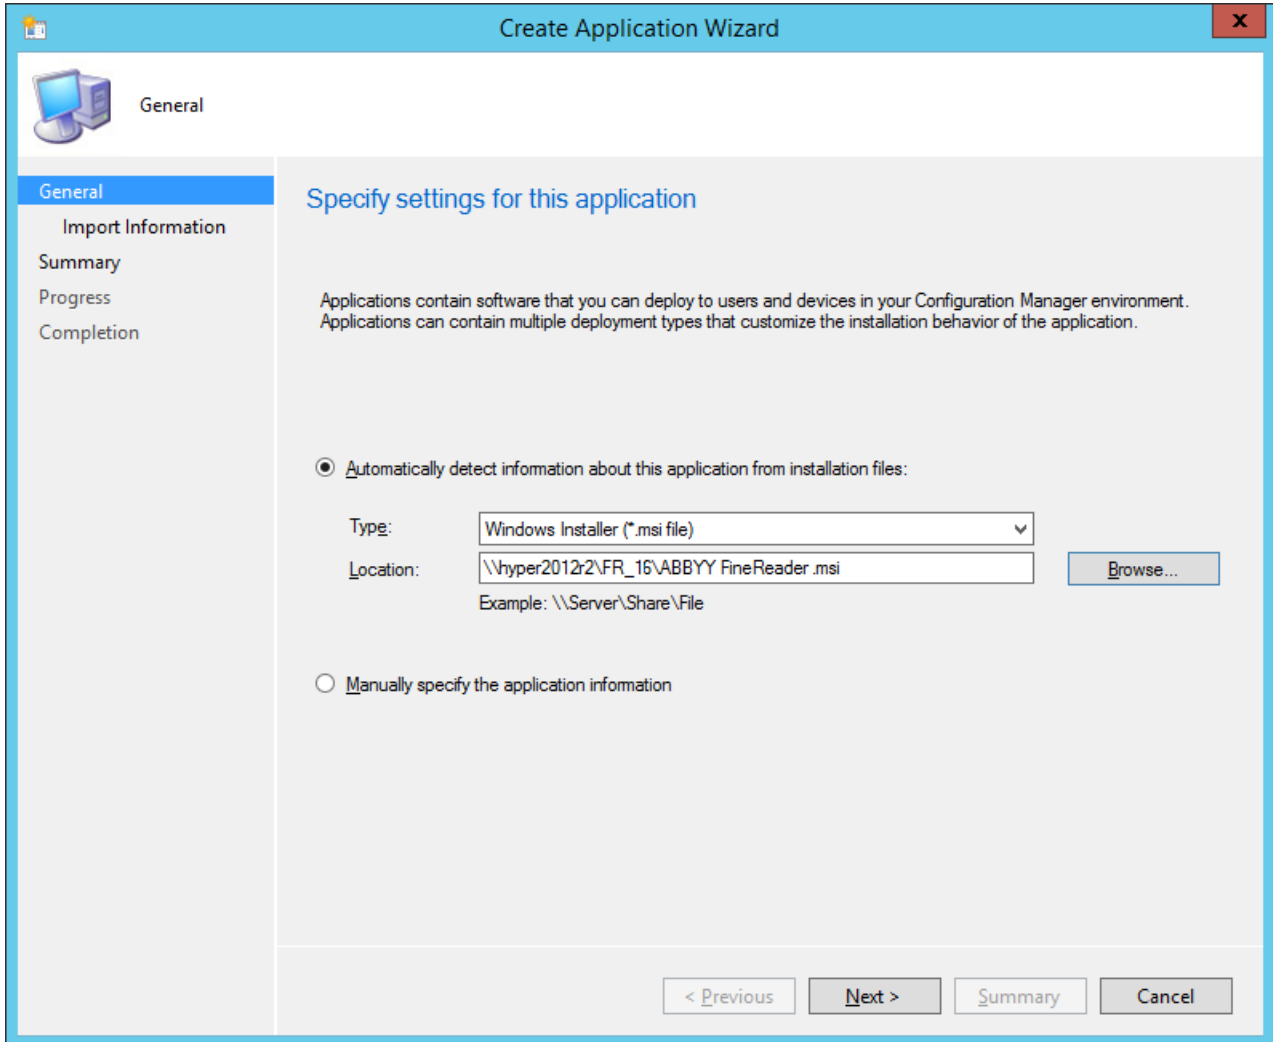 Create Application Wizard
x
General
General
Import Information
Summary
Progress
Completion
Specify settings for this application
Applications contain software that you can deploy to users and devices in your Configuration Manager environment.
Applications can contain multiple deployment types that customize the installation behavior of the application.
Automatically detect information about this application from installation files:
Type: Windows Installer (*.msi file)
Location: \\hyper2012r2\FR_16\ABBYY FineReader .msi Browse...
Example: \\Server\Share\File
Manually specify the application information
< Previous Next > Summary Cancel